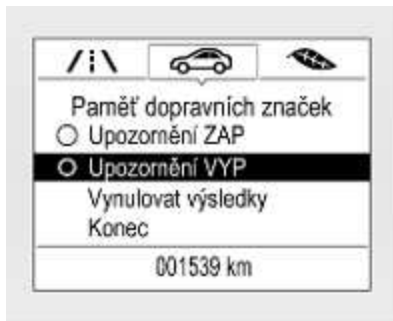 Paměť dopravních značek
Upozornění ZAP
Upozornění VYP
Vynulovat výsledky
Konec
001539 km